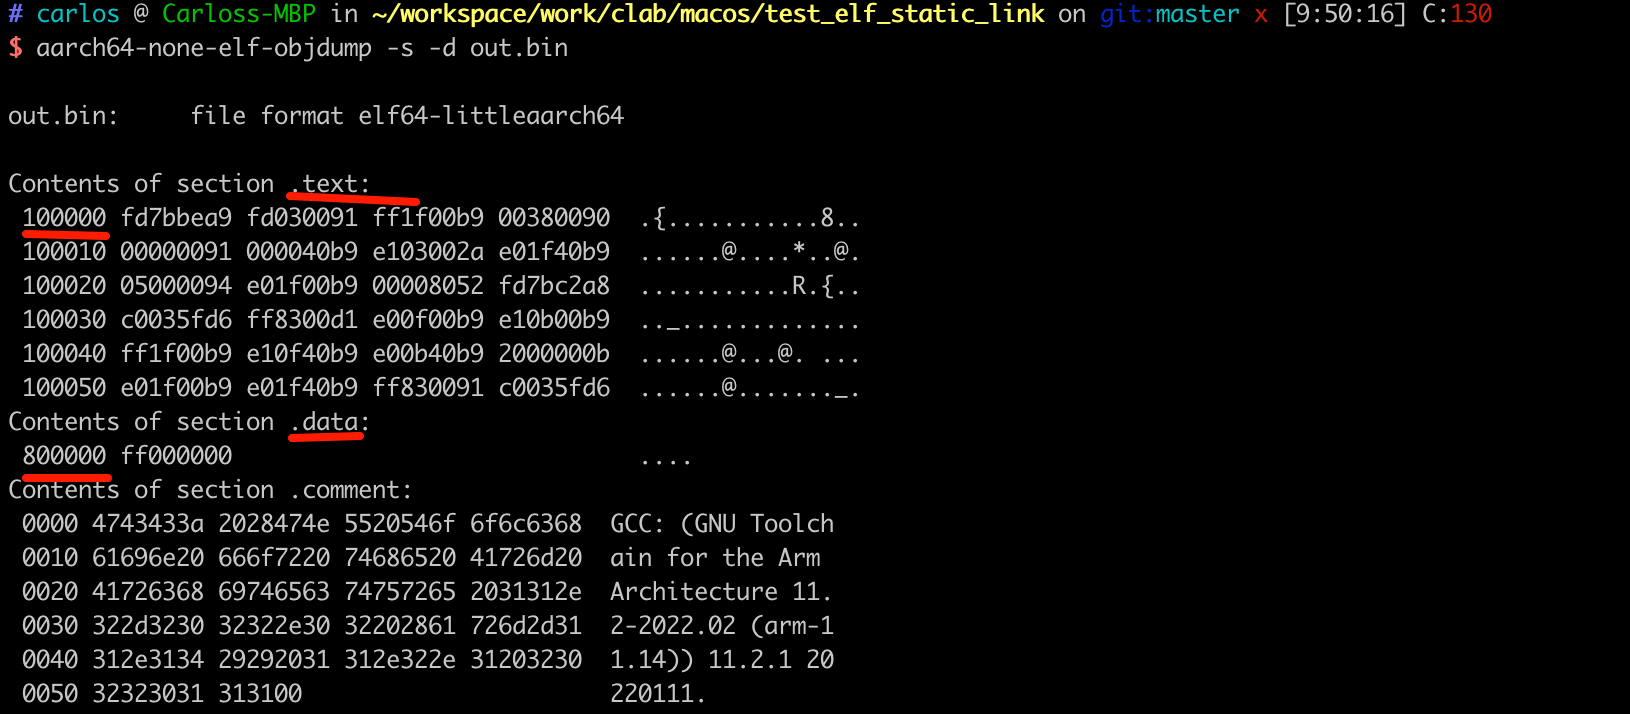 # carlos @ Carloss-MBP in ~/workspace/work/clab/macos/test_elf_static_link on git:master x [9:50:16] C:130
$ aarch64-none-elf-objdump -s -d out.bin
out.bin:     file format elf64-littleaarch64
Contents of section .text:
 100000 fd7bbea9 fd030091 ff1f00b9 00380090  .{...........8..
 100010 00000091 000040b9 e103002a e01f40b9  ......@....*..@.
 100020 05000094 e01f00b9 00008052 fd7bc2a8  ...........R.{..
 100030 c0035fd6 ff8300d1 e00f00b9 e10b00b9  .._.............
 100040 ff1f00b9 e10f40b9 e00b40b9 2000000b  ......@...@. ...
 100050 e01f00b9 e01f40b9 ff830091 c0035fd6  ......@......._.
Contents of section .data:
 800000 ff000000                             ....
Contents of section .comment:
 0000 4743433a 2028474e 5520546f 6f6c6368  GCC: (GNU Toolch
 0010 61696e20 666f7220 74686520 41726d20  ain for the Arm
 0020 41726368 69746563 74757265 2031312e  Architecture 11.
 0030 322d3230 32322e30 32202861 726d2d31  2-2022.02 (arm-1
 0040 312e3134 29292031 312e322e 31203230  1.14)) 11.2.1 20
 0050 32323031 313100                      220111.